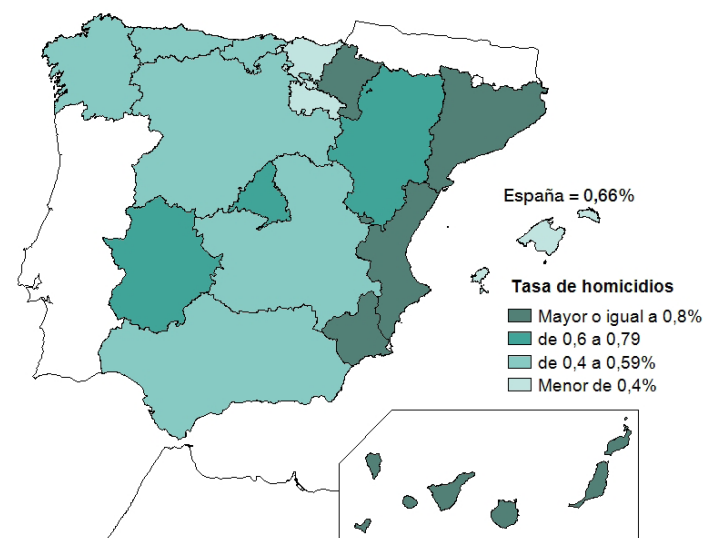 España = 0,66%
Tasa de homicidios
Mayor o igual a 0,8%
de 0,6 a 0,79
de 0,4 a 0,59%
Menor de 0,4%